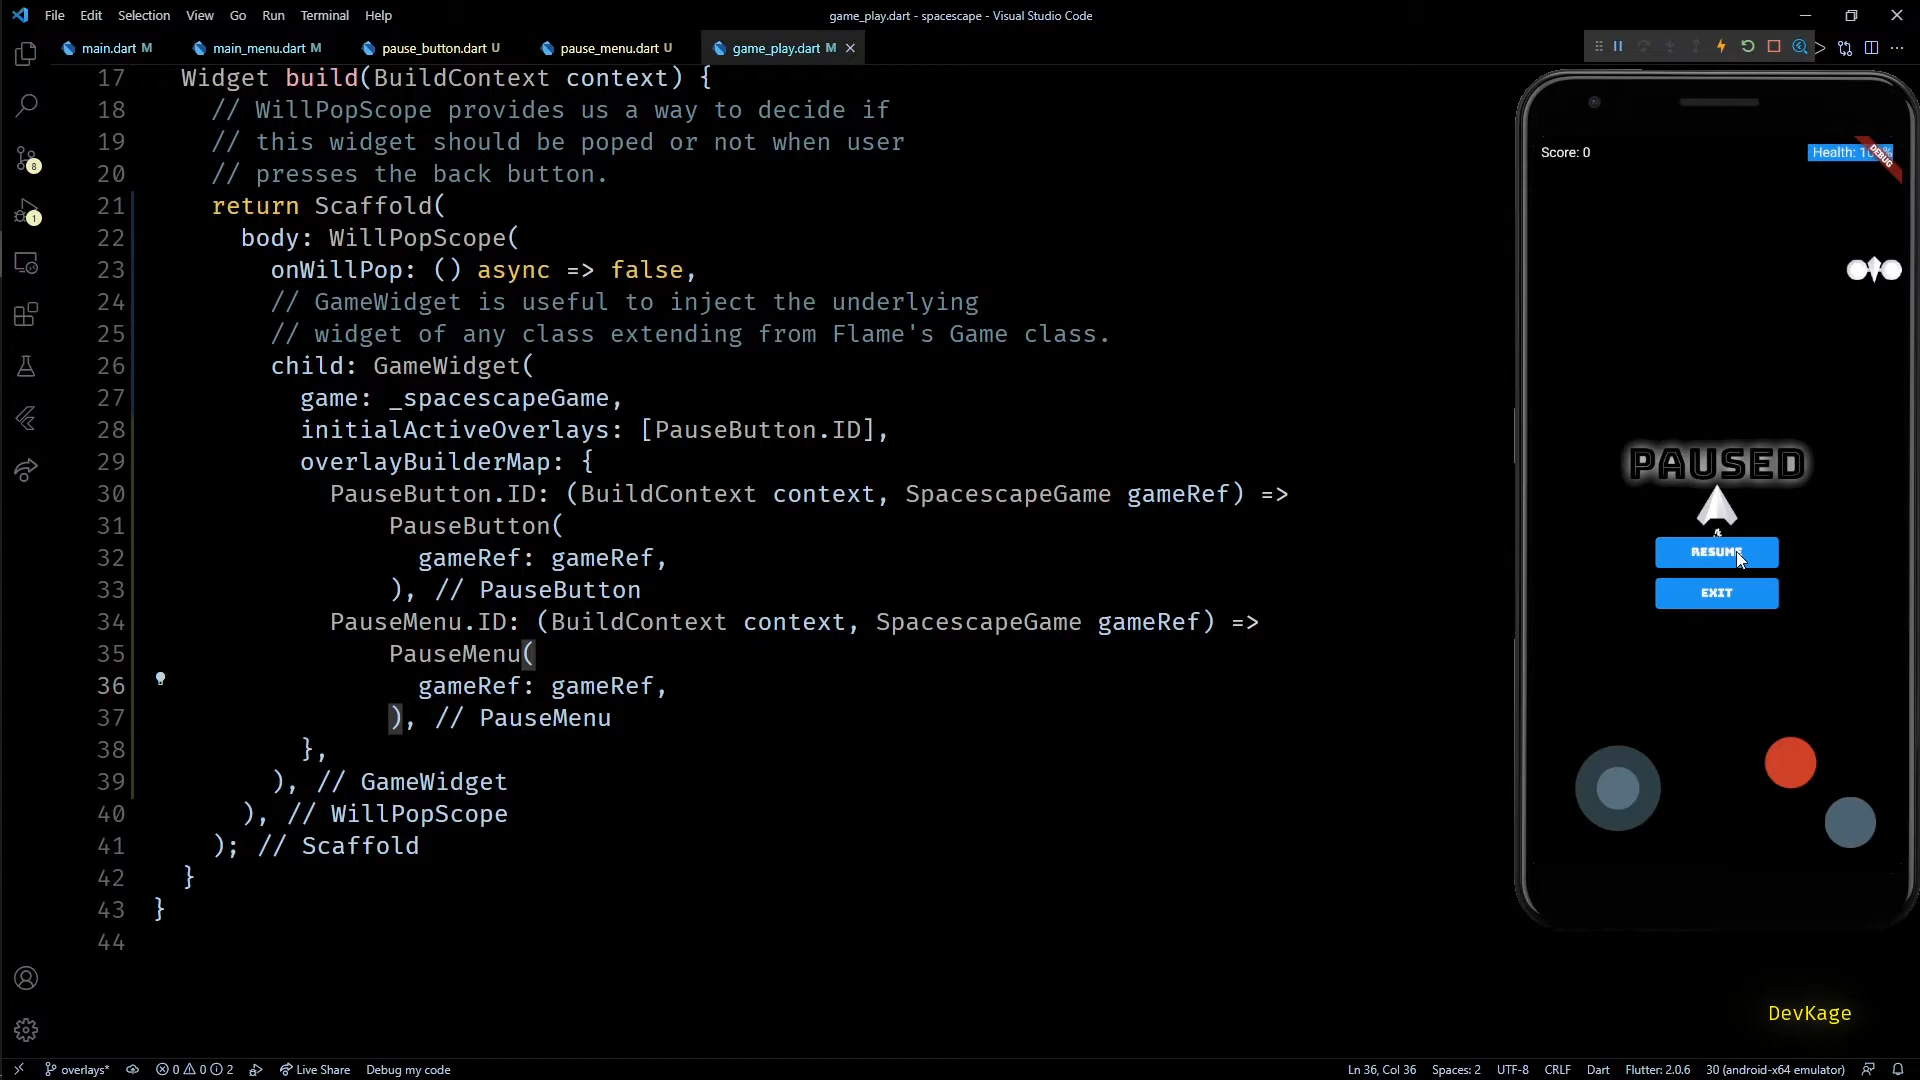 File Edit Selection View Go Run Terminal Help
game_play.dart - spacescape - Visual Studio Code
main.dart M
main_menu.dart M
pause_button.dart U
pause_menu.dart U
game_play.dart M
17 Widget build(BuildContext context) {
18 // WillPopScope provides us a way to decide if
19 // this widget should be poped or not when user
20 // presses the back button.
21 return Scaffold(
22 body: WillPopScope(
23 onWillPop: () async => false,
24 // GameWidget is useful to inject the underlying
25 // widget of any class extending from Flame's Game class.
26 child: GameWidget(
27 game: _spacescapeGame,
28 initialActiveOverlays: [PauseButton.ID],
29 overlayBuilderMap: {
30 PauseButton.ID: (BuildContext context, SpacescapeGame gameRef) =>
31 PauseButton(
32 gameRef: gameRef,
33 ), // PauseButton
34 PauseMenu.ID: (BuildContext context, SpacescapeGame gameRef) =>
35 PauseMenu(
36 gameRef: gameRef,
37 ), // PauseMenu
38 },
39 ), // GameWidget
40 ), // WillPopScope
41 ); // Scaffold
42 }
43 }
44
8
1
Score: 0
Health:
DEBUG
PAUSED
RESUME
EXIT
DevKage
overlays* 0 0 2 Live Share Debug my code
Ln 36, Col 36 Spaces: 2 UTF-8 CRLF Dart Flutter: 2.0.6 30 (android-x64 emulator)